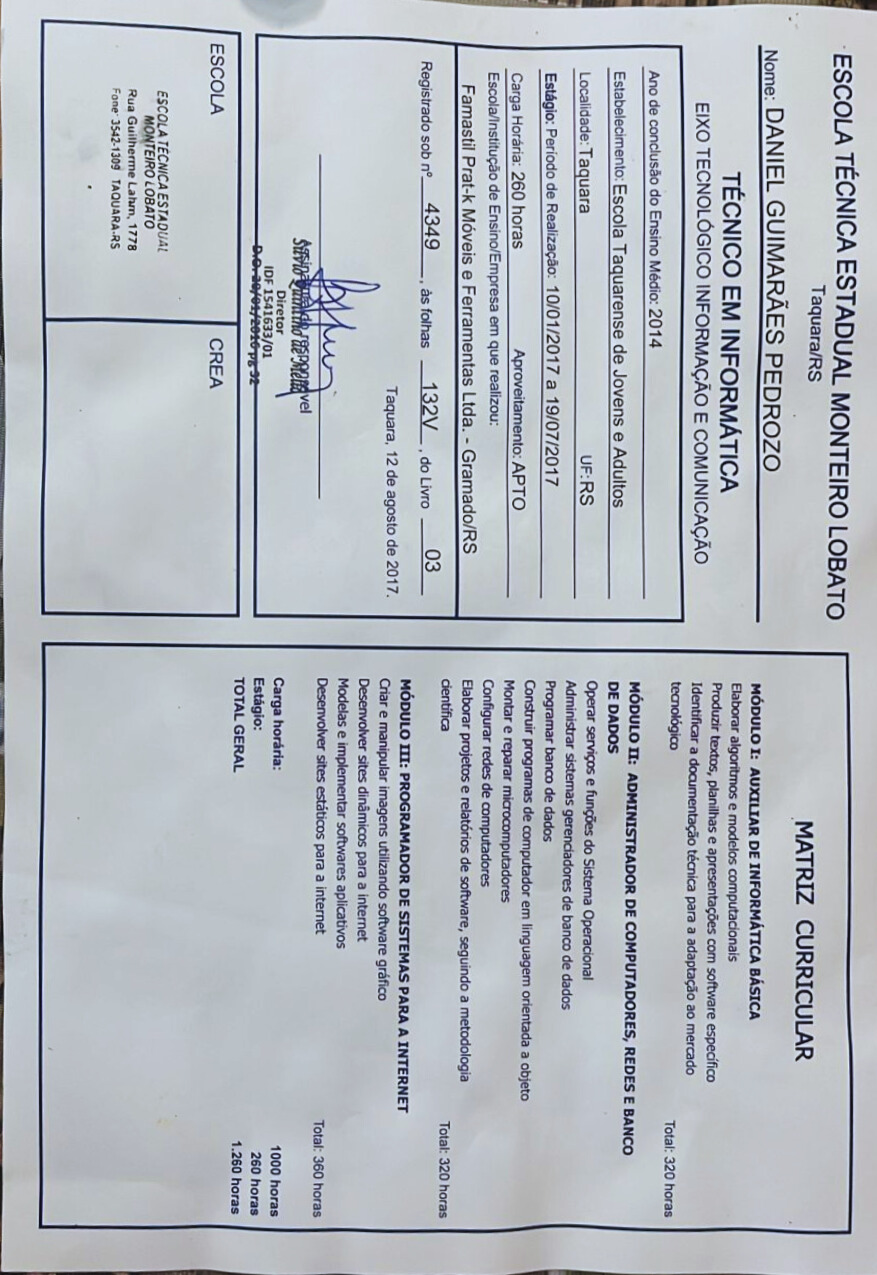 ESCOLA TÉCNICA ESTADUAL MONTEIRO LOBATO
Taquara/RS
Nome: DANIEL GUIMARÃES PEDROZO
TÉCNICO EM INFORMÁTICA
EIXO TECNOLÓGICO INFORMAÇÃO E COMUNICAÇÃO
Ano de conclusão do Ensino Médio: 2014
Estabelecimento: Escola Taquarense de Jovens e Adultos
Localidade: Taquara UF: RS
Estágio: Período de Realização: 10/01/2017 a 19/07/2017
Carga Horária: 260 horas Aproveitamento: APTO
Escola/Instituição de Ensino/Empresa em que realizou:
Famastil Prat-k Móveis e Ferramentas Ltda. - Gramado/RS
Registrado sob nº 4349 , às folhas 132V , do Livro 03
Taquara, 12 de agosto de 2017.
Assinatura do responsável
Silvio Quintino de Mello
Diretor
IDF 1541633/01
D.O. 20/01/2016 pg 32
ESCOLA
ESCOLA TÉCNICA ESTADUAL
MONTEIRO LOBATO
Rua Guilherme Lahm, 1778
Fone: 3542-1309 TAQUARA-RS
CREA
MATRIZ CURRICULAR
MÓDULO I: AUXILIAR DE INFORMÁTICA BÁSICA
Elaborar algoritmos e modelos computacionais
Produzir textos, planilhas e apresentações com software específico
Identificar a documentação técnica para a adaptação ao mercado
tecnológico Total: 320 horas
MÓDULO II: ADMINISTRADOR DE COMPUTADORES, REDES E BANCO
DE DADOS
Operar serviços e funções do Sistema Operacional
Administrar sistemas gerenciadores de banco de dados
Programar banco de dados
Construir programas de computador em linguagem orientada a objeto
Montar e reparar microcomputadores
Configurar redes de computadores
Elaborar projetos e relatórios de software, seguindo a metodologia
científica Total: 320 horas
MÓDULO III: PROGRAMADOR DE SISTEMAS PARA A INTERNET
Criar e manipular imagens utilizando software gráfico
Desenvolver sites dinâmicos para a internet
Modelas e implementar softwares aplicativos
Desenvolver sites estáticos para a internet Total: 360 horas
Carga horária: 1000 horas
Estágio: 260 horas
TOTAL GERAL 1.260 horas